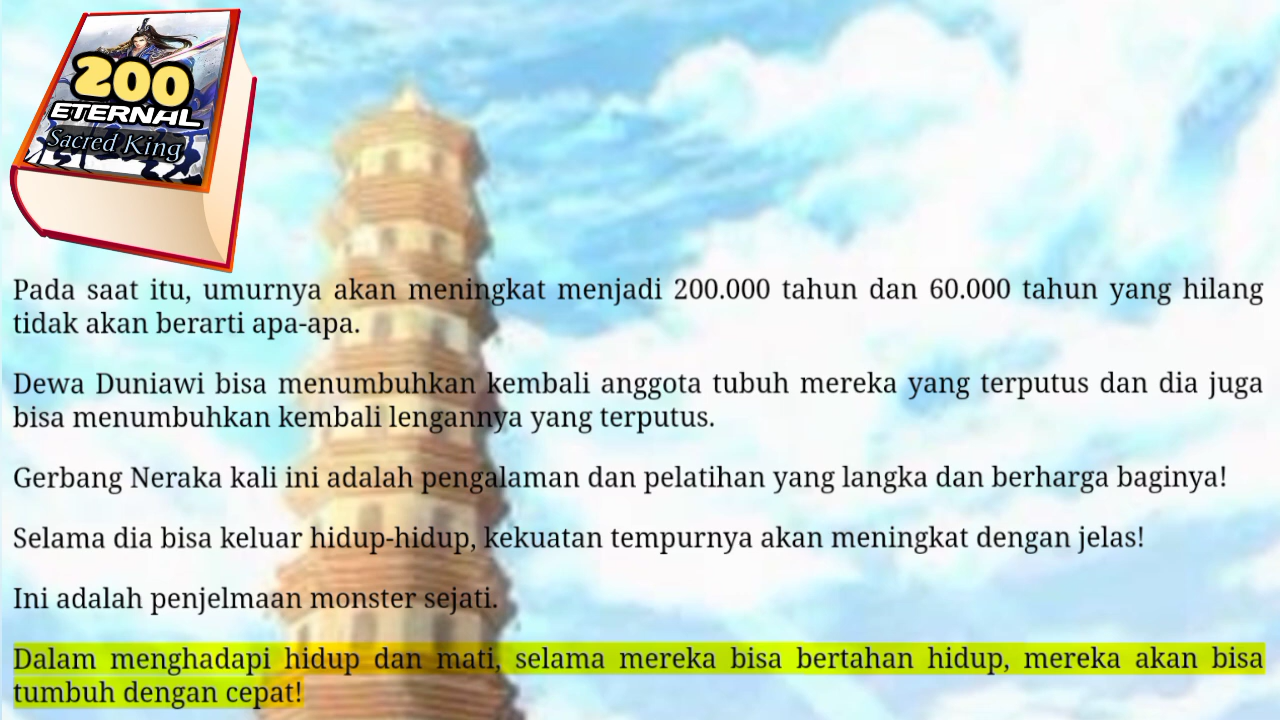 200
ETERNAL
Sacred King
Pada saat itu, umurnya akan meningkat menjadi 200.000 tahun dan 60.000 tahun yang hilang
tidak akan berarti apa-apa.
Dewa Duniawi bisa menumbuhkan kembali anggota tubuh mereka yang terputus dan dia juga
bisa menumbuhkan kembali lengannya yang terputus.
Gerbang Neraka kali ini adalah pengalaman dan pelatihan yang langka dan berharga baginya!
Selama dia bisa keluar hidup-hidup, kekuatan tempurnya akan meningkat dengan jelas!
Ini adalah penjelmaan monster sejati.
Dalam menghadapi hidup dan mati, selama mereka bisa bertahan hidup, mereka akan bisa
tumbuh dengan cepat!